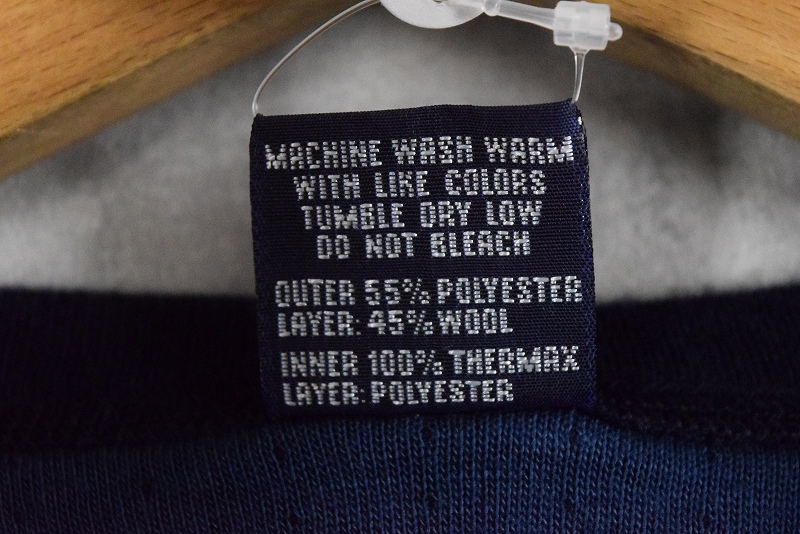 MACHINE WASH WARM
WITH LIKE COLORS
TUMBLE DRY LOW
DO NOT BLEACH
OUTER 55% POLYESTER
LAYER: 45% WOOL
INNER 100% THERMAX
LAYER: POLYESTER